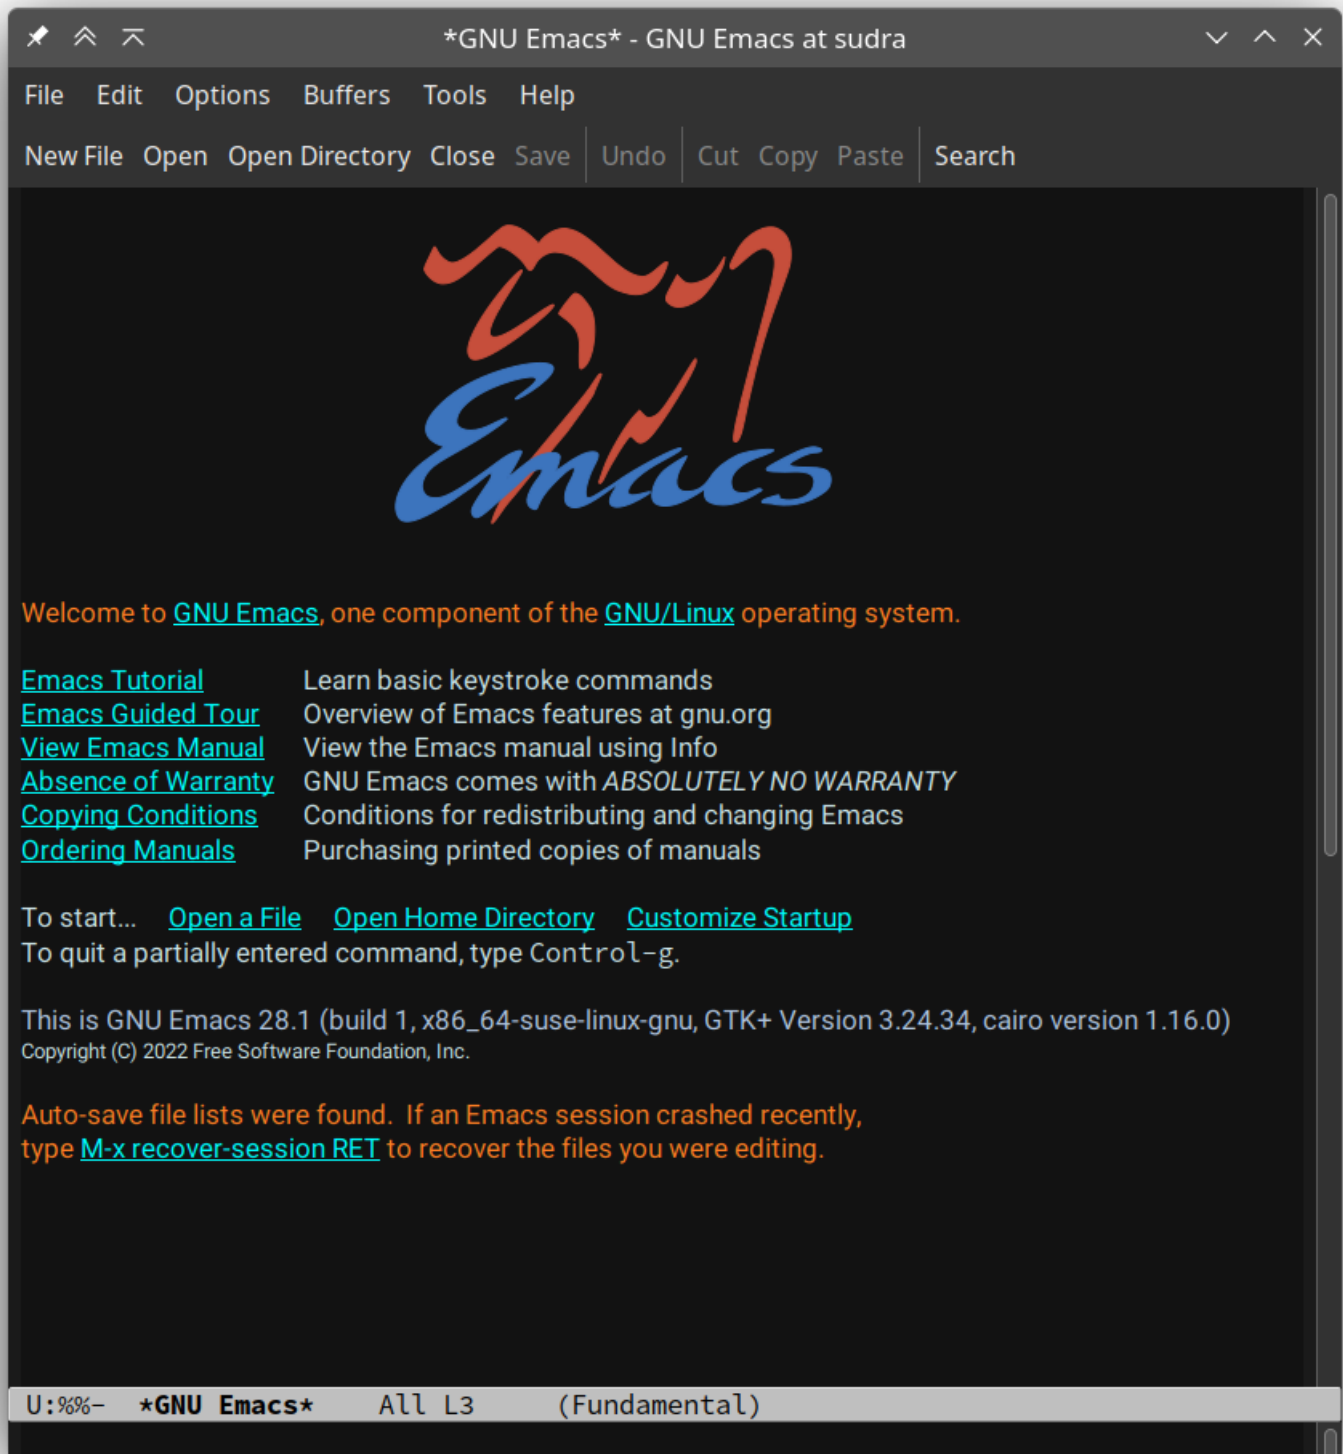 *GNU Emacs* - GNU Emacs at sudra
File Edit Options Buffers Tools Help
New File Open Open Directory Close Save Undo Cut Copy Paste Search
Emacs
Welcome to GNU Emacs, one component of the GNU/Linux operating system.
Emacs Tutorial Learn basic keystroke commands
Emacs Guided Tour Overview of Emacs features at gnu.org
View Emacs Manual View the Emacs manual using Info
Absence of Warranty GNU Emacs comes with ABSOLUTELY NO WARRANTY
Copying Conditions Conditions for redistributing and changing Emacs
Ordering Manuals Purchasing printed copies of manuals
To start... Open a File Open Home Directory Customize Startup
To quit a partially entered command, type Control-g.
This is GNU Emacs 28.1 (build 1, x86_64-suse-linux-gnu, GTK+ Version 3.24.34, cairo version 1.16.0)
Copyright (C) 2022 Free Software Foundation, Inc.
Auto-save file lists were found. If an Emacs session crashed recently,
type M-x recover-session RET to recover the files you were editing.
U:%%- *GNU Emacs* All L3 (Fundamental)